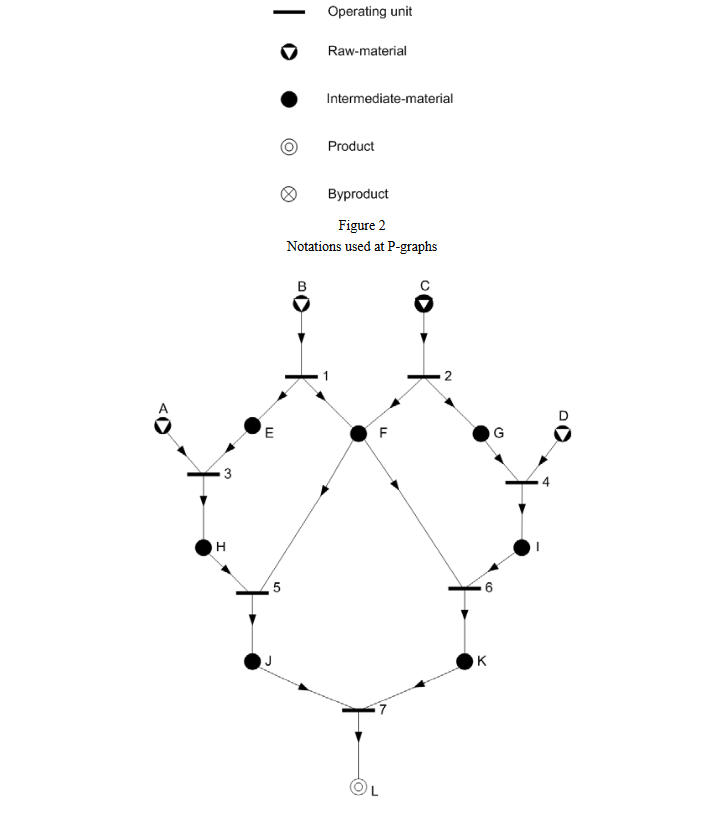 Operating unit
Raw-material
Intermediate-material
Product
Byproduct
Figure 2
Notations used at P-graphs
B
C
1
2
A
D
E
F
G
3
4
H
I
5
6
J
K
7
L